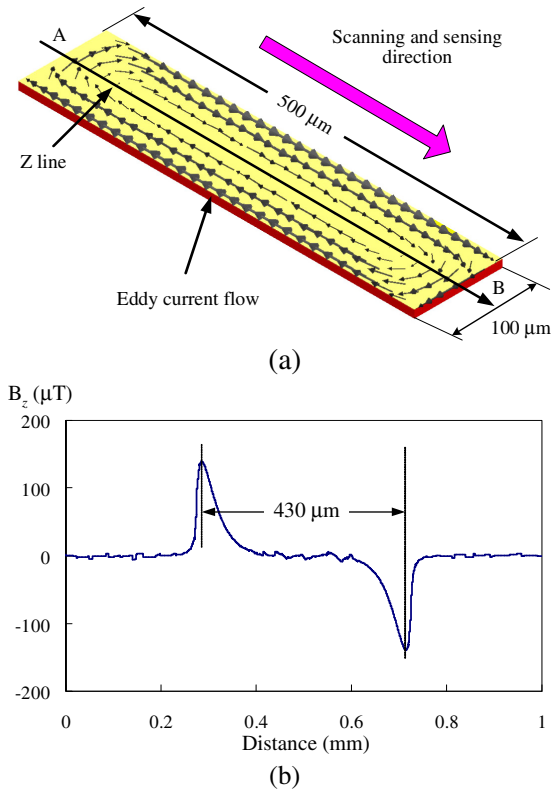 A
Scanning and sensing
direction
500 µm
Z line
Eddy current flow
B
100 µm
(a)
B_z (µT)
200
100
0
-100
-200
430 µm
0
0.2
0.4
0.6
0.8
1
Distance (mm)
(b)